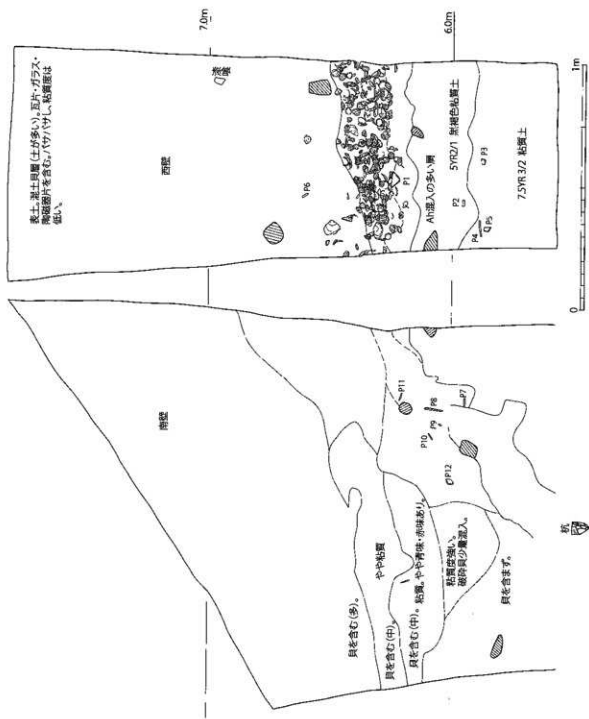 表土。混土貝層(土が多い)。瓦片・ガラス・
陶磁器片を含む。パサパサし、粘質度は
低い。
7.0m
6.0m
西壁
漆喰
P6
P1
Ah混入の多い層
5YR2/1 黒褐色粘質土
P2
P3
P4
P5
7.5YR 3/2 粘質土
0
1m
南壁
P11
P8
P7
P9
P10
P12
貝を含む(多)。
やや粘質
貝を含む(中)。
貝を含む(中)。粘質。やや青味・赤味あり。
粘質度強い。
破砕貝少量混入。
貝を含まず。
杭